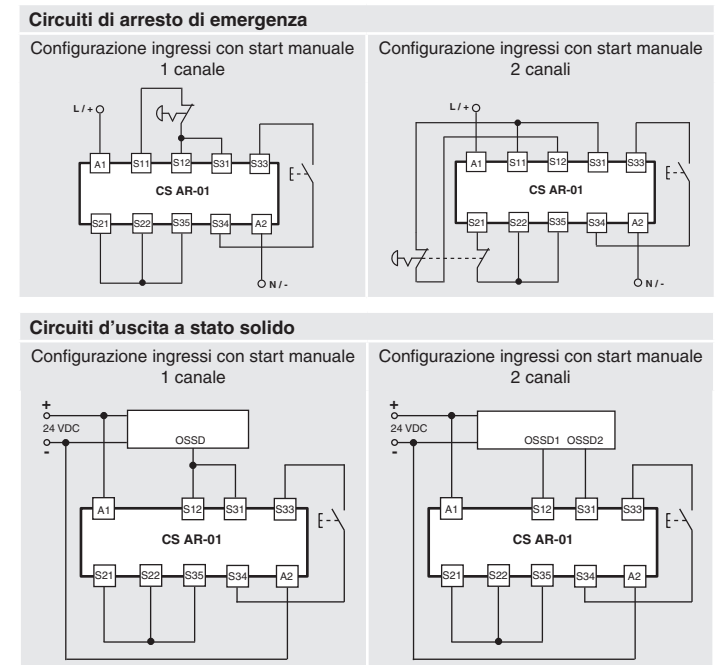 Circuiti di arresto di emergenza
Configurazione ingressi con start manuale
1 canale
L / +
A1 S11 S12 S31 S33
CS AR-01
S21 S22 S35 S34 A2
N / -
Configurazione ingressi con start manuale
2 canali
L / +
A1 S11 S12 S31 S33
CS AR-01
S21 S22 S35 S34 A2
N / -
Circuiti d’uscita a stato solido
Configurazione ingressi con start manuale
1 canale
+
24 VDC
-
OSSD
A1 S12 S31 S33
CS AR-01
S21 S22 S35 S34 A2
Configurazione ingressi con start manuale
2 canali
+
24 VDC
-
OSSD1 OSSD2
A1 S12 S31 S33
CS AR-01
S21 S22 S35 S34 A2